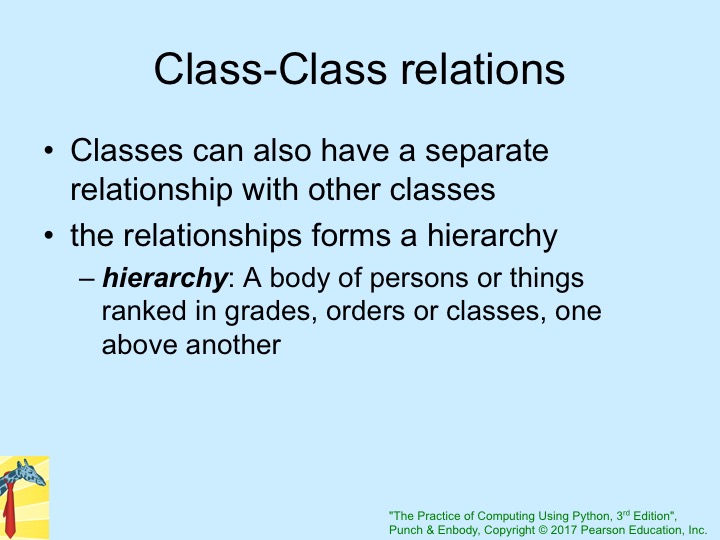 Class-Class relations
• Classes can also have a separate
relationship with other classes
• the relationships forms a hierarchy
– hierarchy: A body of persons or things
ranked in grades, orders or classes, one
above another
"The Practice of Computing Using Python, 3rd Edition",
Punch & Enbody, Copyright © 2017 Pearson Education, Inc.